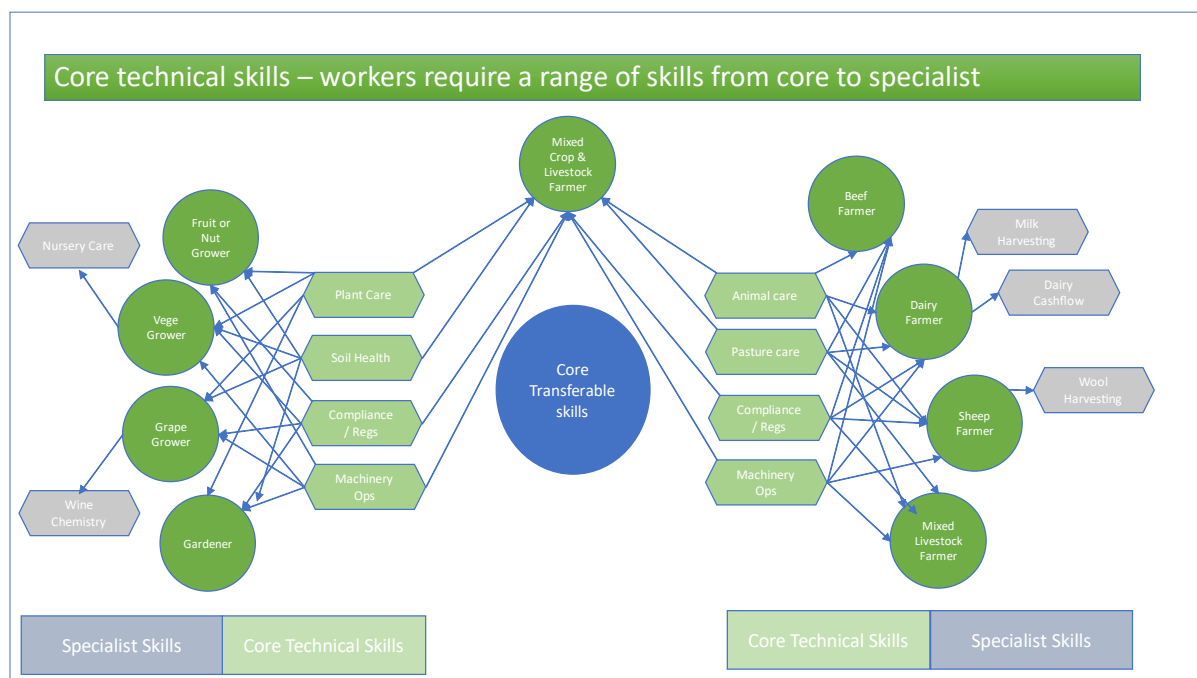 Core technical skills – workers require a range of skills from core to specialist
Mixed
Crop &
Livestock
Farmer
Fruit or
Nut
Grower
Nursery Care
Vege
Grower
Grape
Grower
Wine
Chemistry
Gardener
Plant Care
Soil Health
Compliance
/ Regs
Machinery
Ops
Core
Transferable
skills
Animal care
Pasture care
Compliance
/ Regs
Machinery
Ops
Beef
Farmer
Milk
Harvesting
Dairy
Farmer
Dairy
Cashflow
Wool
Harvesting
Sheep
Farmer
Mixed
Livestock
Farmer
Specialist Skills
Core Technical Skills
Core Technical Skills
Specialist Skills